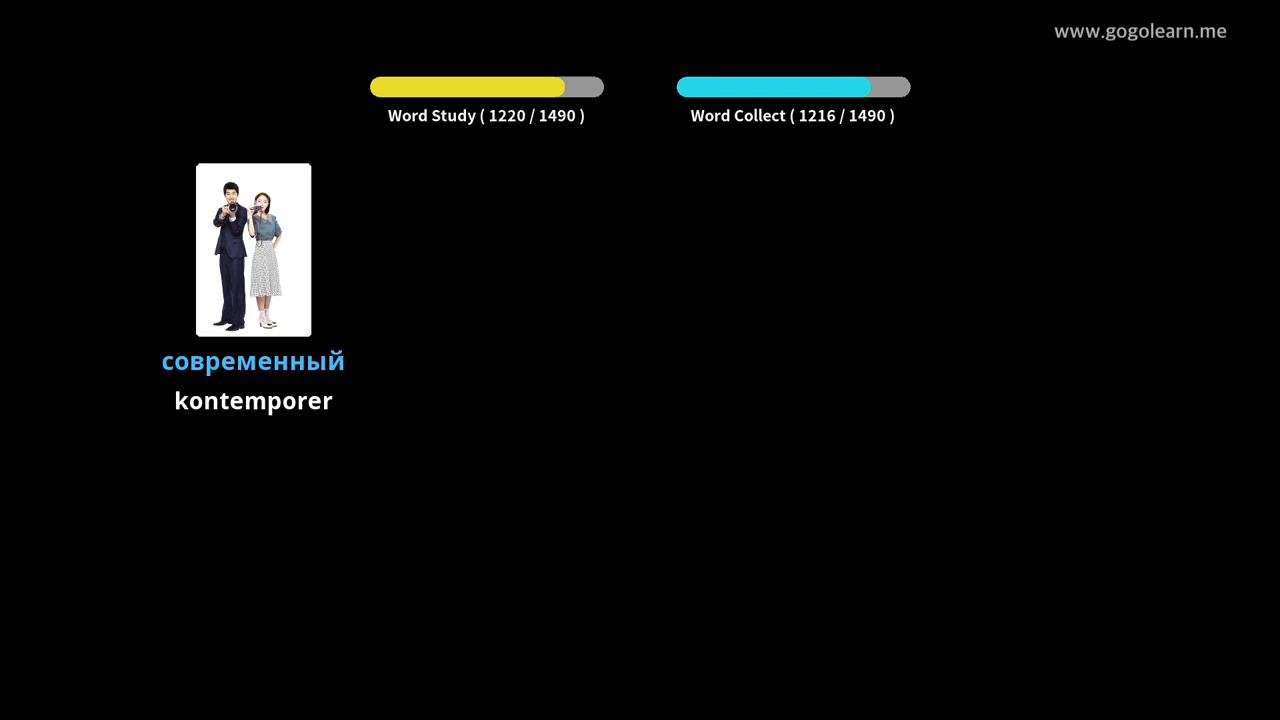 www.gogolearn.me
Word Study ( 1220 / 1490 )
Word Collect ( 1216 / 1490 )
современный
kontemporer